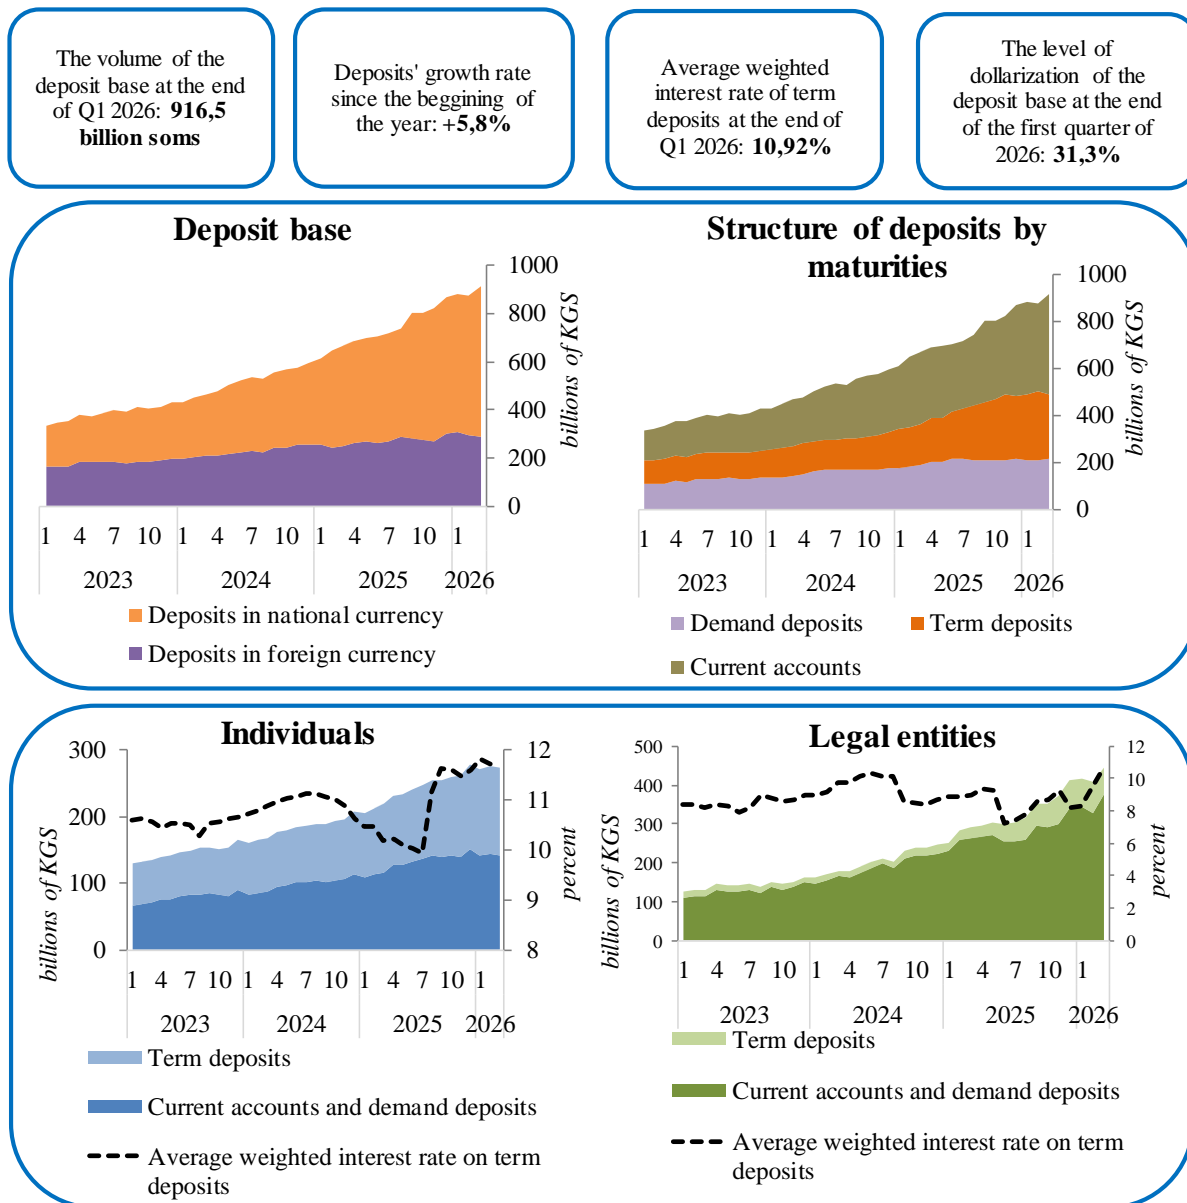 The volume of the
deposit base at the end
of Q1 2026: 916,5
billion soms
Deposits' growth rate
since the beggining of
the year: +5,8%
Average weighted
interest rate of term
deposits at the end of
Q1 2026: 10,92%
The level of
dollarization of the
deposit base at the end
of the first quarter of
2026: 31,3%
Deposit base
1000
800
600
400
200
0
billions of KGS
1 4 7 10 1 4 7 10 1 4 7 10 1
2023 2024 2025 2026
Deposits in national currency
Deposits in foreign currency
Structure of deposits by
maturities
1000
800
600
400
200
0
billions of KGS
1 4 7 10 1 4 7 10 1 4 7 10 1
2023 2024 2025 2026
Demand deposits Term deposits
Current accounts
Individuals
300
200
100
0
billions of KGS
12
11
10
9
8
percent
1 4 7 10 1 4 7 10 1 4 7 10 1
2023 2024 2025 2026
Term deposits
Current accounts and demand deposits
Average weighted interest rate on term
deposits
Legal entities
500
400
300
200
100
0
billions of KGS
12
10
8
6
4
2
0
percent
1 4 7 10 1 4 7 10 1 4 7 10 1
2023 2024 2025 2026
Term deposits
Current accounts and demand deposits
Average weighted interest rate on term
deposits